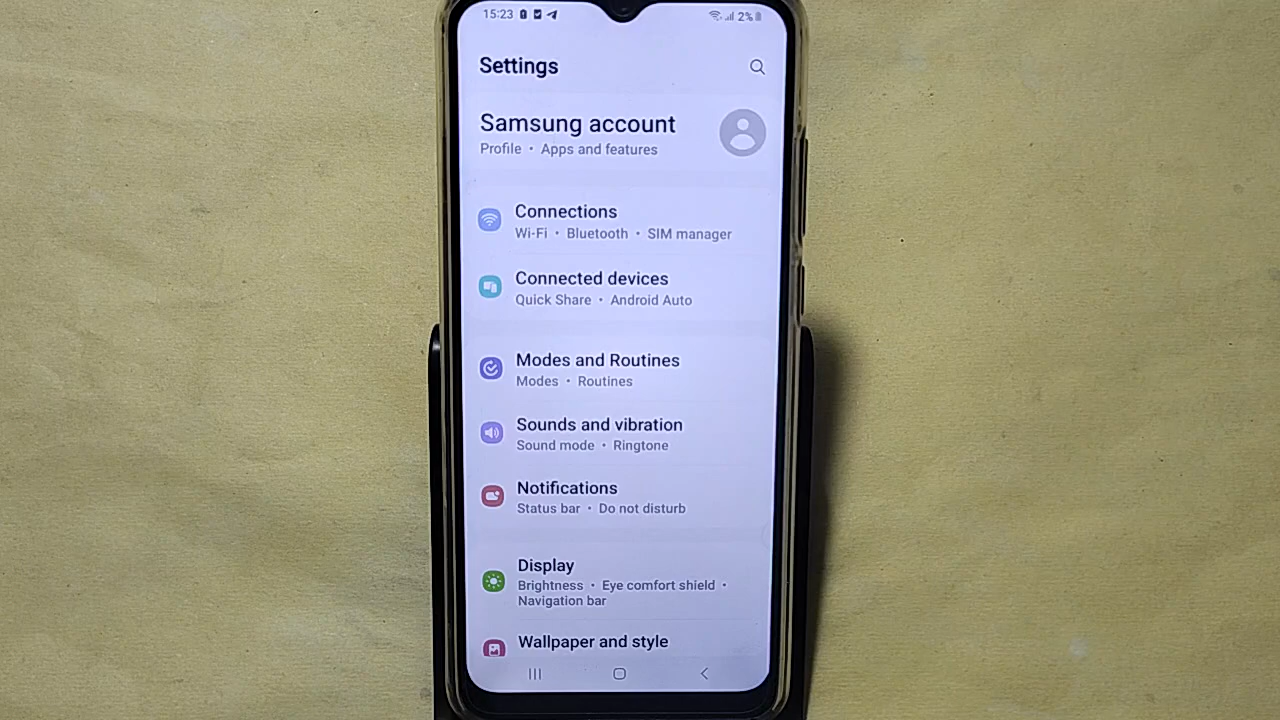 15:23 2%
Settings
Samsung account
Profile • Apps and features
Connections
Wi-Fi • Bluetooth • SIM manager
Connected devices
Quick Share • Android Auto
Modes and Routines
Modes • Routines
Sounds and vibration
Sound mode • Ringtone
Notifications
Status bar • Do not disturb
Display
Brightness • Eye comfort shield •
Navigation bar
Wallpaper and style